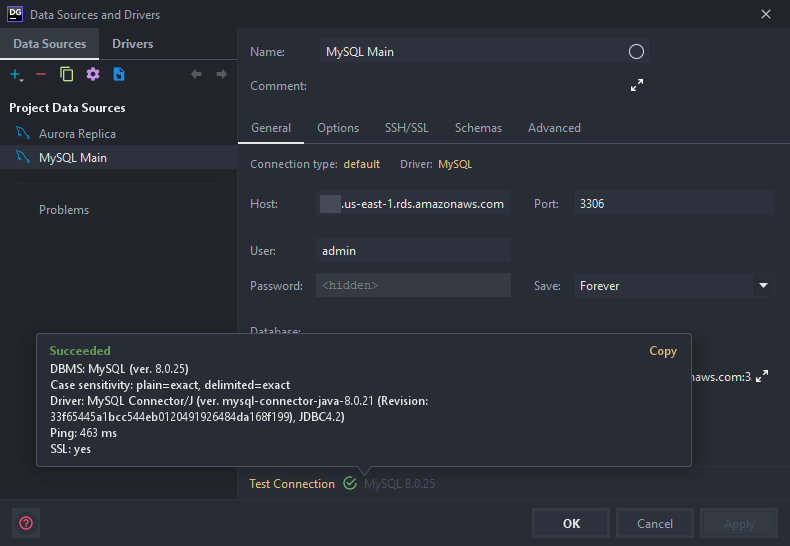 DG Data Sources and Drivers
Data Sources Drivers
Project Data Sources
Aurora Replica
MySQL Main
Problems
Name: MySQL Main
Comment:
General Options SSH/SSL Schemas Advanced
Connection type: default Driver: MySQL
Host: .us-east-1.rds.amazonaws.com Port: 3306
User: admin
Password: <hidden> Save: Forever
Database:
naws.com:3
Succeeded Copy
DBMS: MySQL (ver. 8.0.25)
Case sensitivity: plain=exact, delimited=exact
Driver: MySQL Connector/J (ver. mysql-connector-java-8.0.21 (Revision:
33f65445a1bcc544eb0120491926484da168f199), JDBC4.2)
Ping: 463 ms
SSL: yes
Test Connection MySQL 8.0.25
? OK Cancel Apply